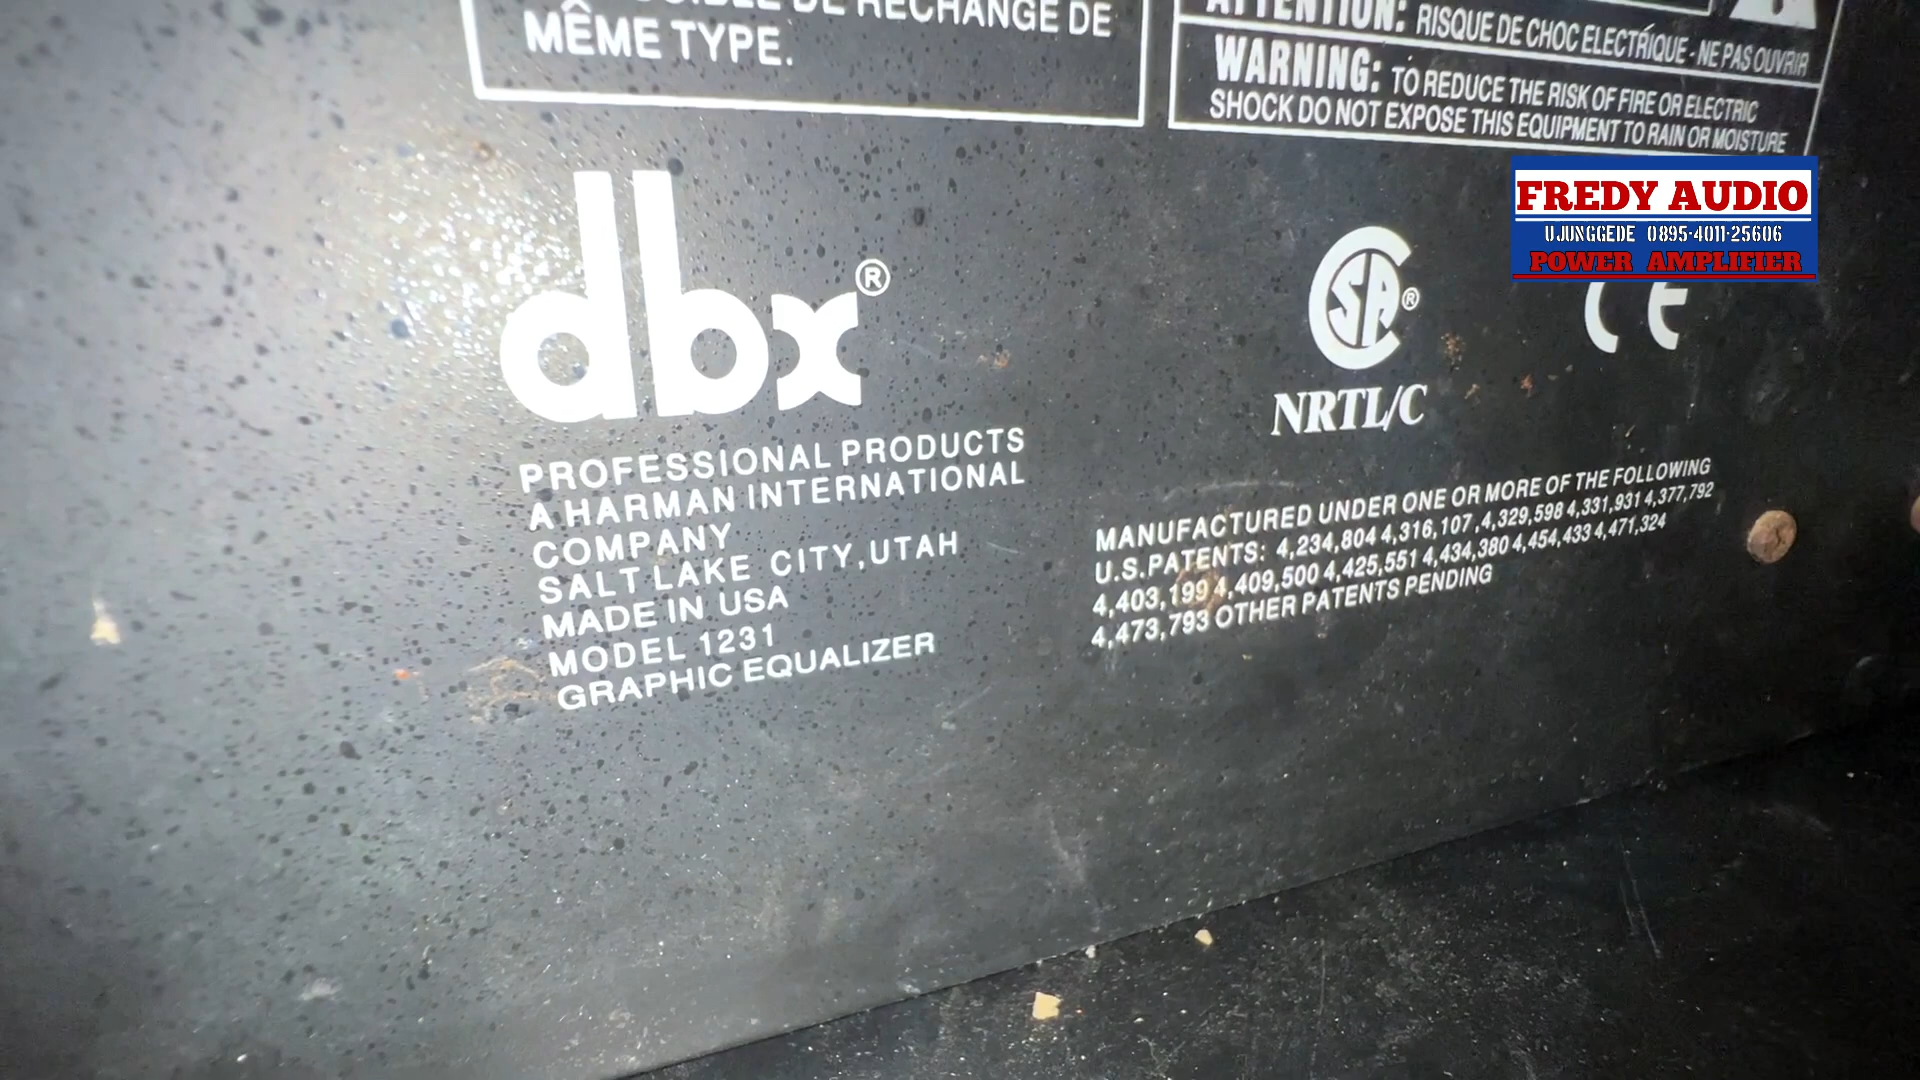 DE RECHANGE DE
MÊME TYPE.
ATTENTION: RISQUE DE CHOC ELECTRIQUE - NE PAS OUVRIR
WARNING: TO REDUCE THE RISK OF FIRE OR ELECTRIC
SHOCK DO NOT EXPOSE THIS EQUIPMENT TO RAIN OR MOISTURE
FREDY AUDIO
UJUNGGEDE 0895-4011-25606
POWER AMPLIFIER
dbx®
PROFESSIONAL PRODUCTS
A HARMAN INTERNATIONAL
COMPANY
SALT LAKE CITY, UTAH
MADE IN USA
MODEL 1231
GRAPHIC EQUALIZER
CSA®
NRTL/C
CE
MANUFACTURED UNDER ONE OR MORE OF THE FOLLOWING
U.S.PATENTS: 4,234,804 4,316,107 ,4,329,598 4,331,931 4,377,792
4,403,199 4,409,500 4,425,551 4,434,380 4,454,433 4,471,324
4,473,793 OTHER PATENTS PENDING